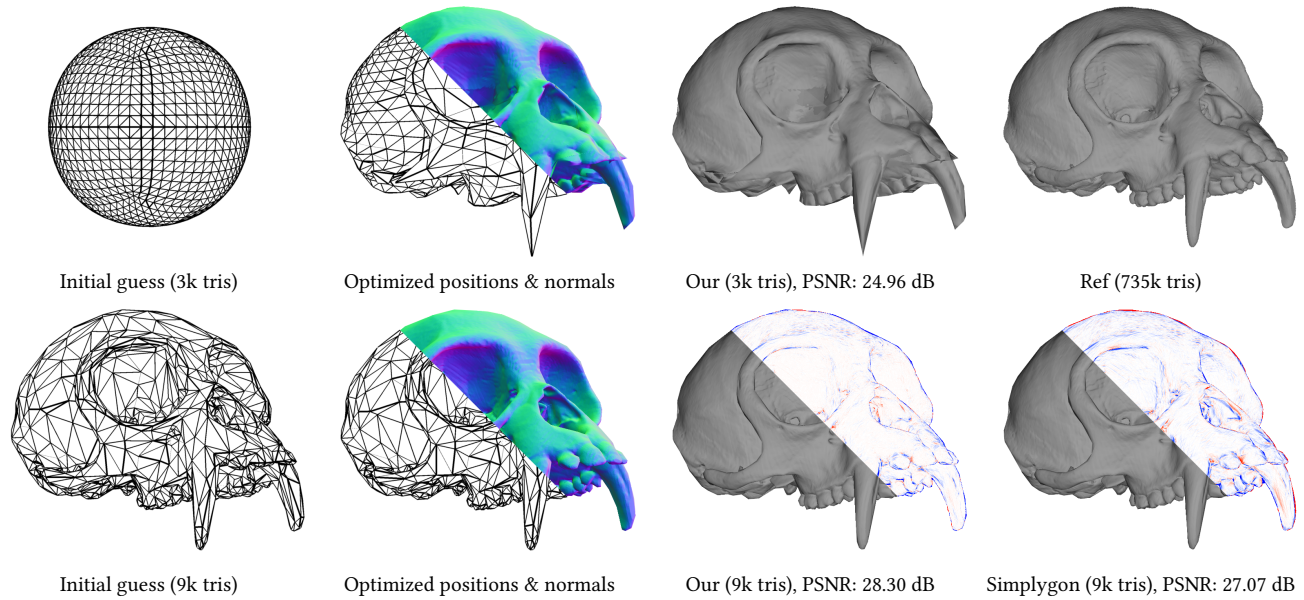 Initial guess (3k tris)
Optimized positions & normals
Our (3k tris), PSNR: 24.96 dB
Ref (735k tris)
Initial guess (9k tris)
Optimized positions & normals
Our (9k tris), PSNR: 28.30 dB
Simplygon (9k tris), PSNR: 27.07 dB